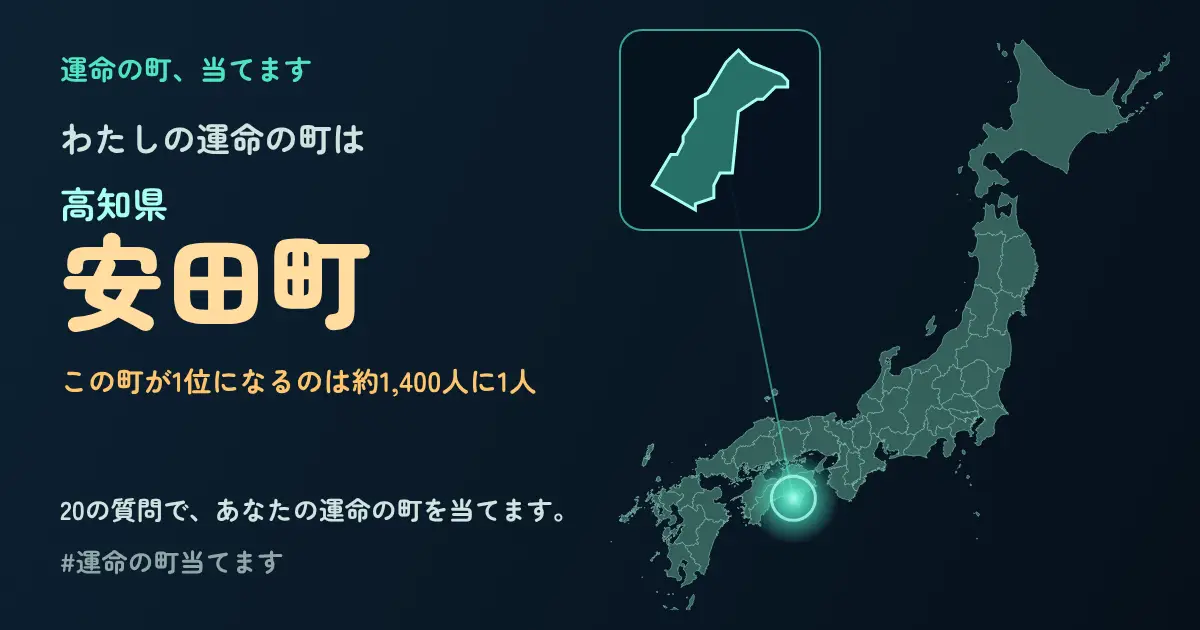 運命の町、当てます
わたしの運命の町は
高知県
安田町
この町が1位になるのは約1,400人に1人
20の質問で、あなたの運命の町を当てます。
#運命の町当てます